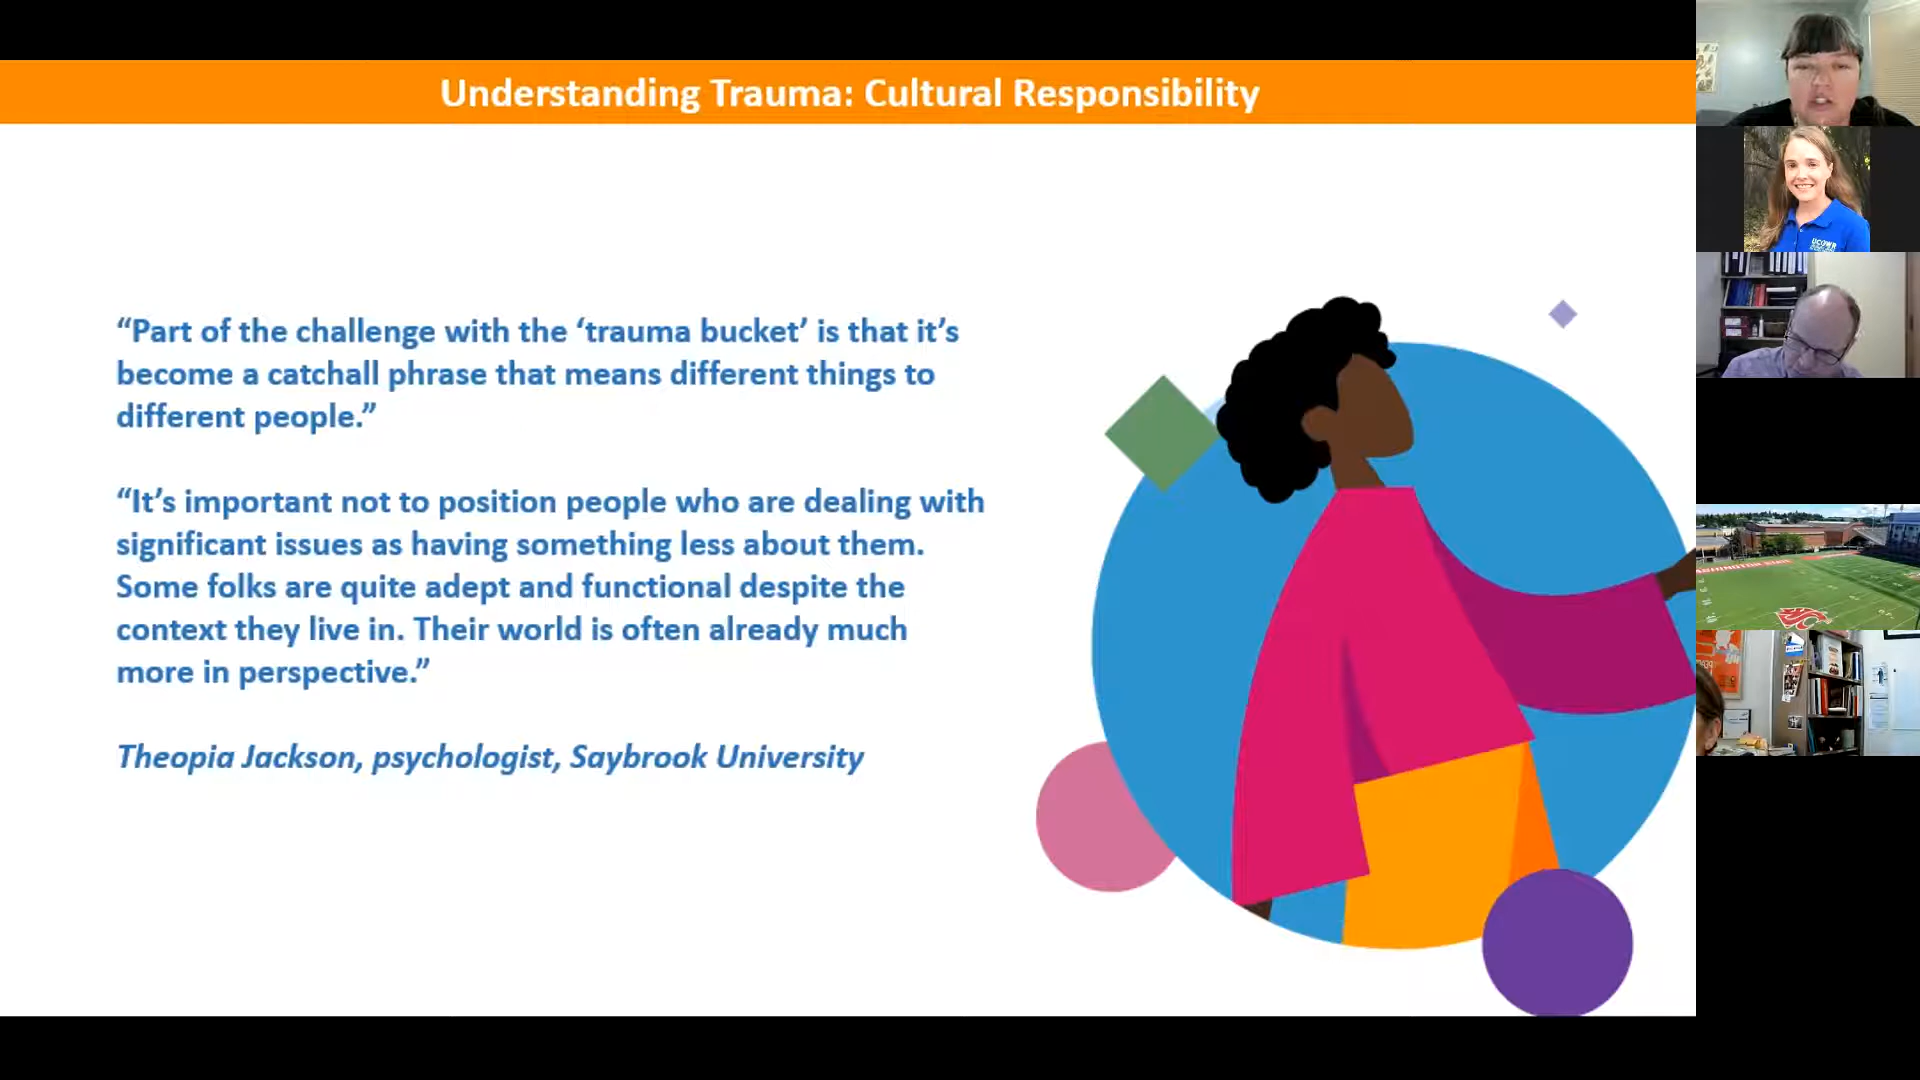 Understanding Trauma: Cultural Responsibility
“Part of the challenge with the ‘trauma bucket’ is that it’s
become a catchall phrase that means different things to
different people.”
“It’s important not to position people who are dealing with
significant issues as having something less about them.
Some folks are quite adept and functional despite the
context they live in. Their world is often already much
more in perspective.”
Theopia Jackson, psychologist, Saybrook University
UCOWR